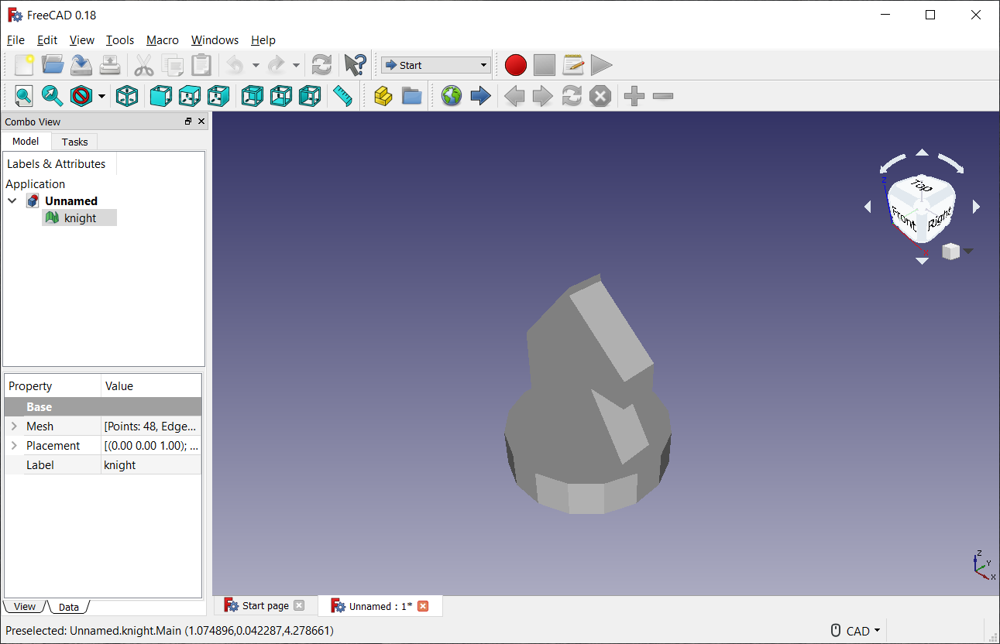 FreeCAD 0.18
File Edit View Tools Macro Windows Help
Start
Combo View
Model Tasks
Labels & Attributes
Application
Unnamed
knight
Top
Front Right
Z
Property Value
Base
Mesh [Points: 48, Edge...
Placement [(0.00 0.00 1.00); ...
Label knight
Z
Y
X
View Data
Start page Unnamed : 1*
Preselected: Unnamed.knight.Main (1.074896,0.042287,4.278661) CAD